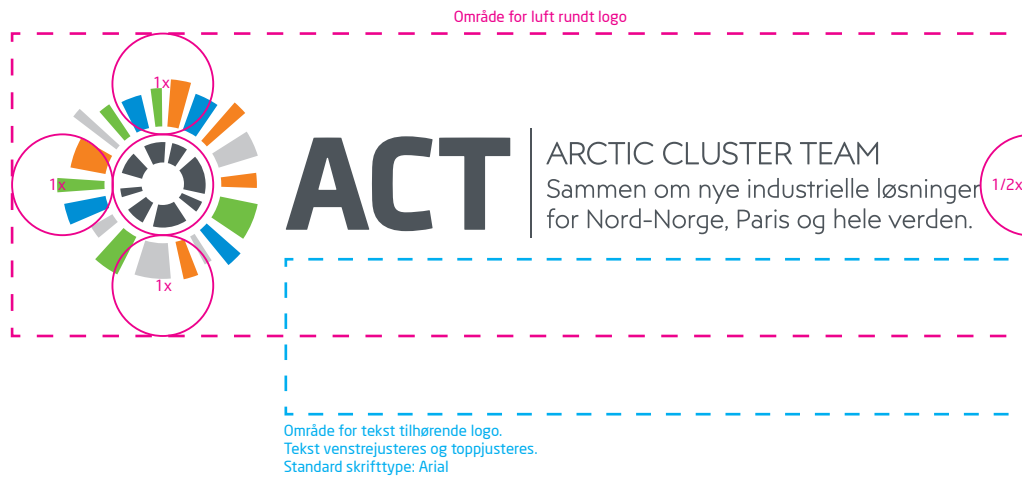 Område for luft rundt logo
1x
1x
1x
ACT
ARCTIC CLUSTER TEAM
Sammen om nye industrielle løsninger
for Nord-Norge, Paris og hele verden.
1/2x
Område for tekst tilhørende logo.
Tekst venstrejusteres og toppjusteres.
Standard skrifttype: Arial